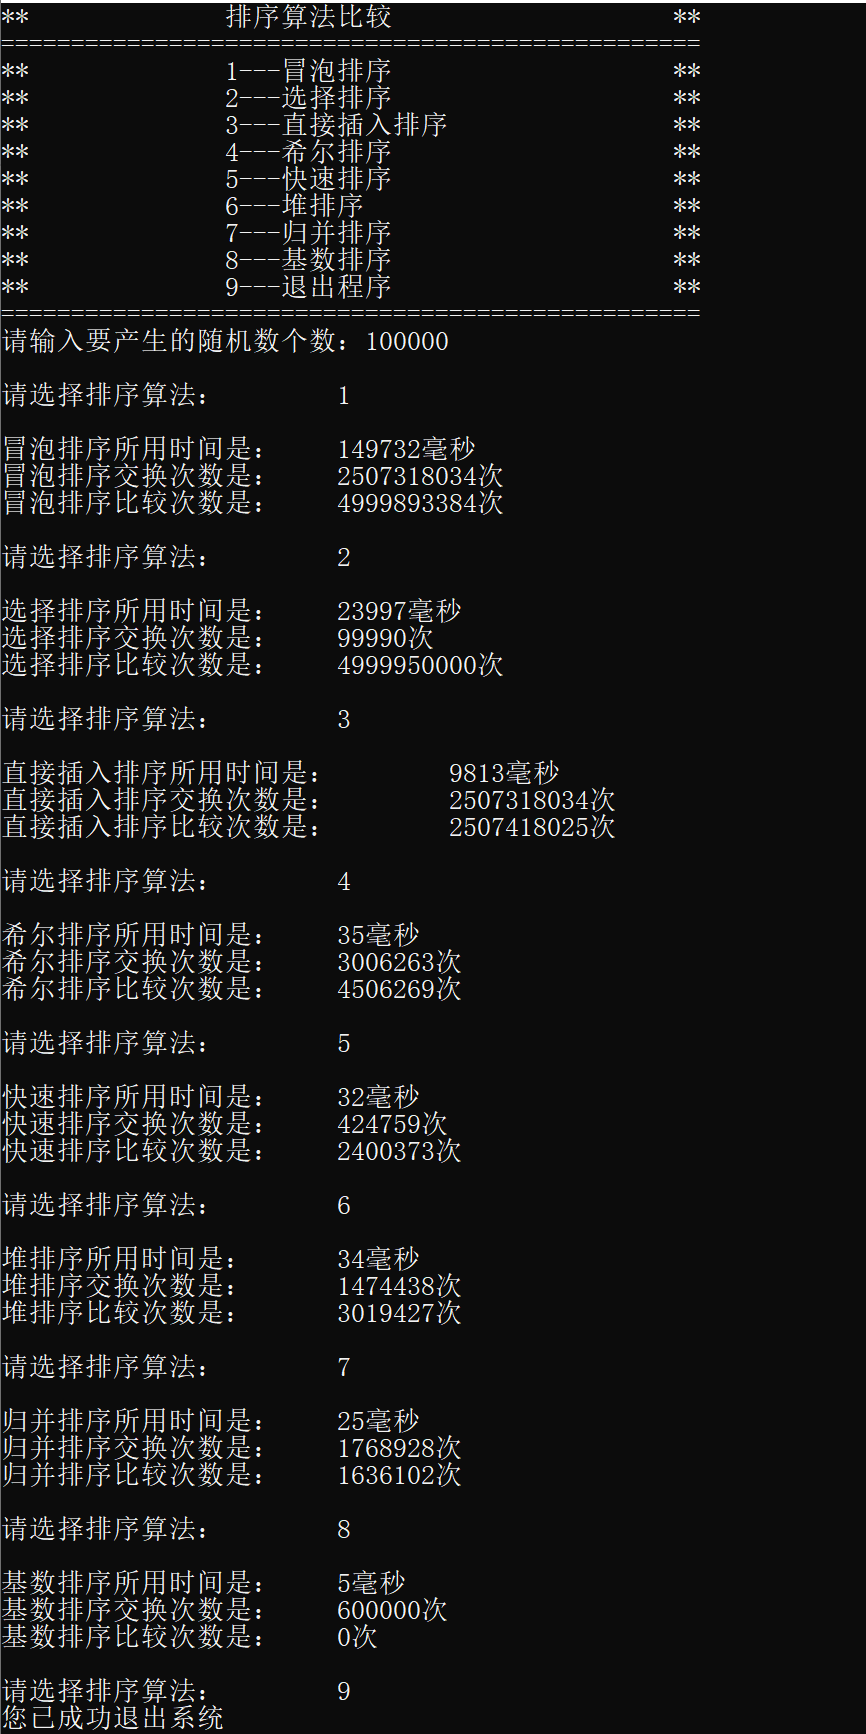 ** 排序算法比较 **
==================================================
** 1---冒泡排序 **
** 2---选择排序 **
** 3---直接插入排序 **
** 4---希尔排序 **
** 5---快速排序 **
** 6---堆排序 **
** 7---归并排序 **
** 8---基数排序 **
** 9---退出程序 **
==================================================
请输入要产生的随机数个数：100000
请选择排序算法： 1
冒泡排序所用时间是： 149732毫秒
冒泡排序交换次数是： 2507318034次
冒泡排序比较次数是： 4999893384次
请选择排序算法： 2
选择排序所用时间是： 23997毫秒
选择排序交换次数是： 99990次
选择排序比较次数是： 4999950000次
请选择排序算法： 3
直接插入排序所用时间是： 9813毫秒
直接插入排序交换次数是： 2507318034次
直接插入排序比较次数是： 2507418025次
请选择排序算法： 4
希尔排序所用时间是： 35毫秒
希尔排序交换次数是： 3006263次
希尔排序比较次数是： 4506269次
请选择排序算法： 5
快速排序所用时间是： 32毫秒
快速排序交换次数是： 424759次
快速排序比较次数是： 2400373次
请选择排序算法： 6
堆排序所用时间是： 34毫秒
堆排序交换次数是： 1474438次
堆排序比较次数是： 3019427次
请选择排序算法： 7
归并排序所用时间是： 25毫秒
归并排序交换次数是： 1768928次
归并排序比较次数是： 1636102次
请选择排序算法： 8
基数排序所用时间是： 5毫秒
基数排序交换次数是： 600000次
基数排序比较次数是： 0次
请选择排序算法： 9
您已成功退出系统